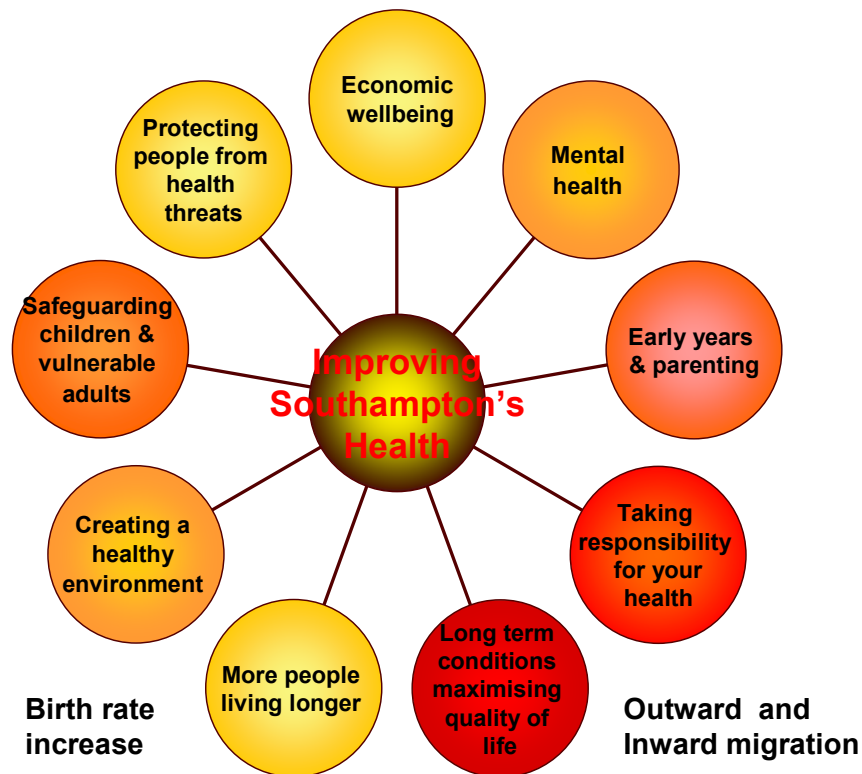 Economic
wellbeing
Mental
health
Early years
& parenting
Taking
responsibility
for your
health
Long term
conditions
maximising
quality of
life
More people
living longer
Creating a
healthy
environment
Safeguarding
children &
vulnerable
adults
Protecting
people from
health
threats
Improving
Southampton's
Health
Birth rate
increase
Outward and
Inward migration